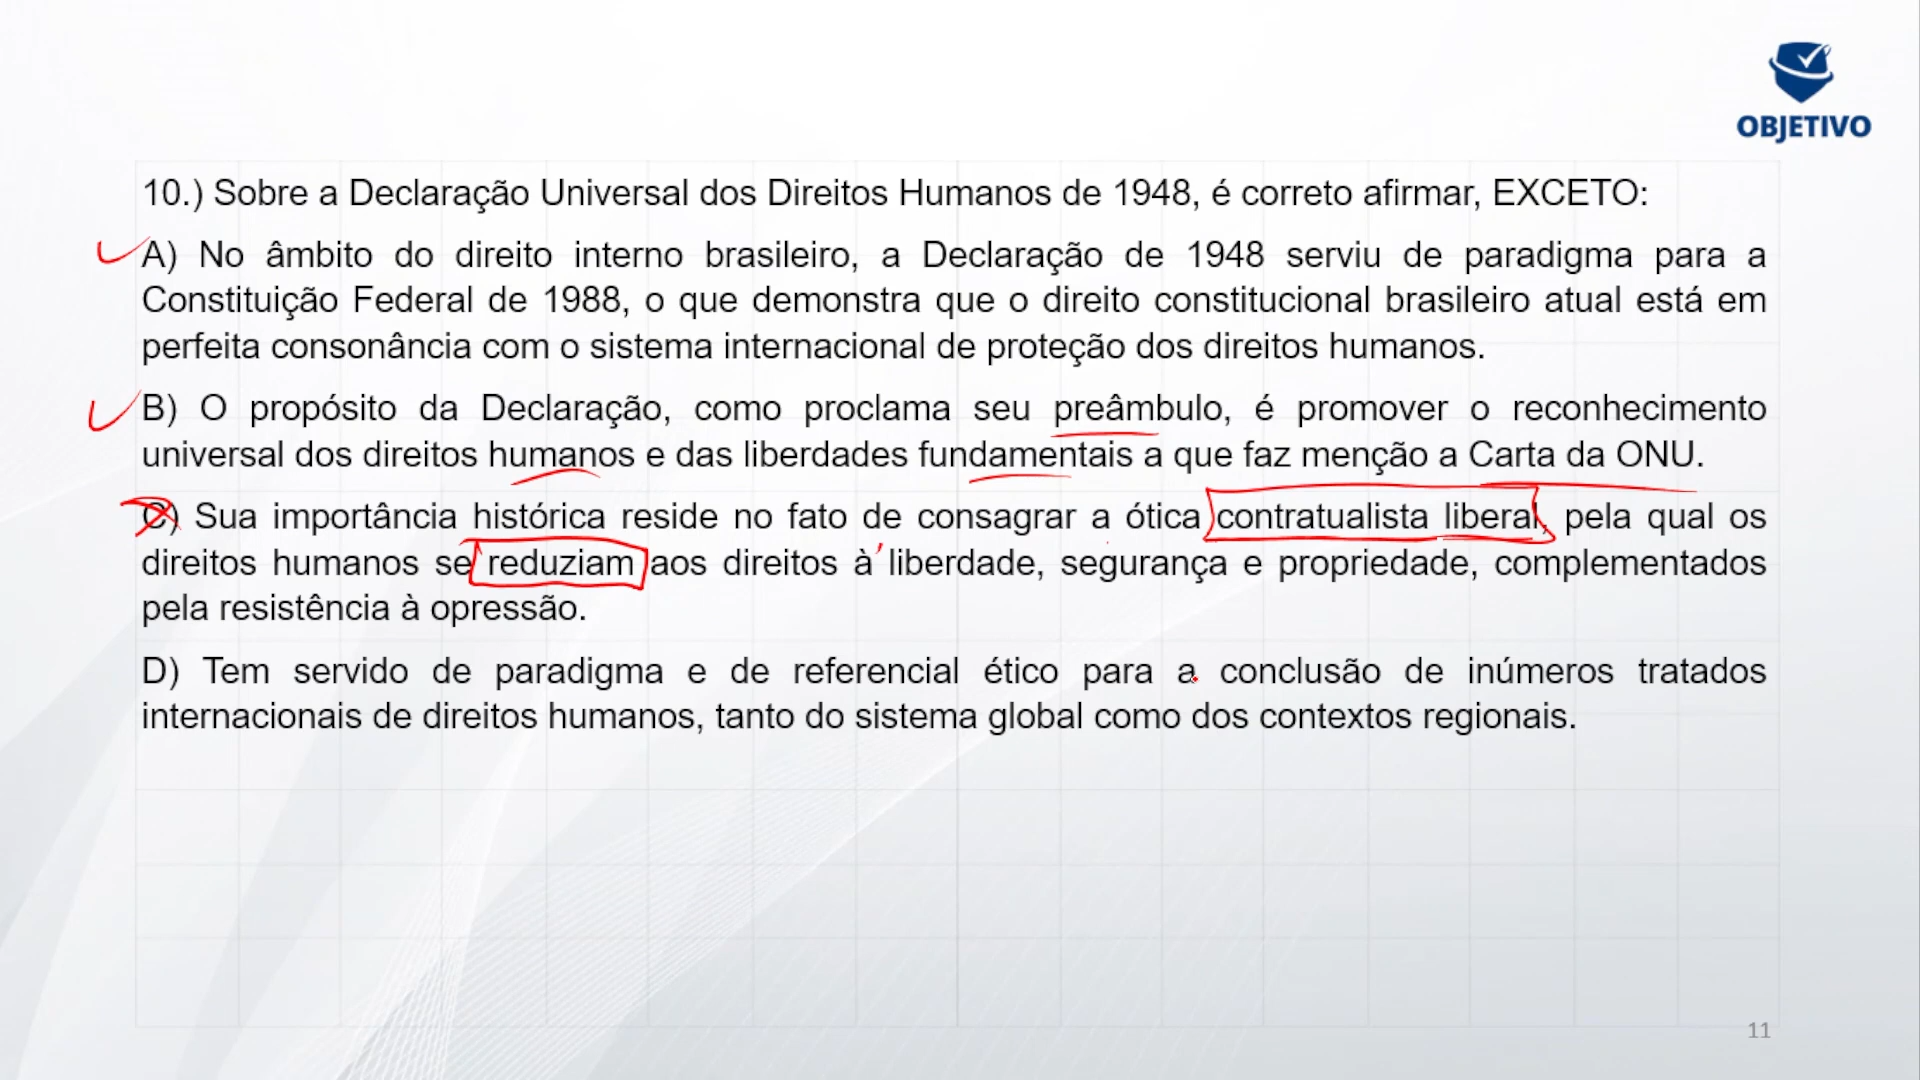 OBJETIVO
10.) Sobre a Declaração Universal dos Direitos Humanos de 1948, é correto afirmar, EXCETO:
A) No âmbito do direito interno brasileiro, a Declaração de 1948 serviu de paradigma para a
Constituição Federal de 1988, o que demonstra que o direito constitucional brasileiro atual está em
perfeita consonância com o sistema internacional de proteção dos direitos humanos.
B) O propósito da Declaração, como proclama seu preâmbulo, é promover o reconhecimento
universal dos direitos humanos e das liberdades fundamentais a que faz menção a Carta da ONU.
C) Sua importância histórica reside no fato de consagrar a ótica contratualista liberal, pela qual os
direitos humanos se reduziam aos direitos à liberdade, segurança e propriedade, complementados
pela resistência à opressão.
D) Tem servido de paradigma e de referencial ético para a conclusão de inúmeros tratados
internacionais de direitos humanos, tanto do sistema global como dos contextos regionais.
11